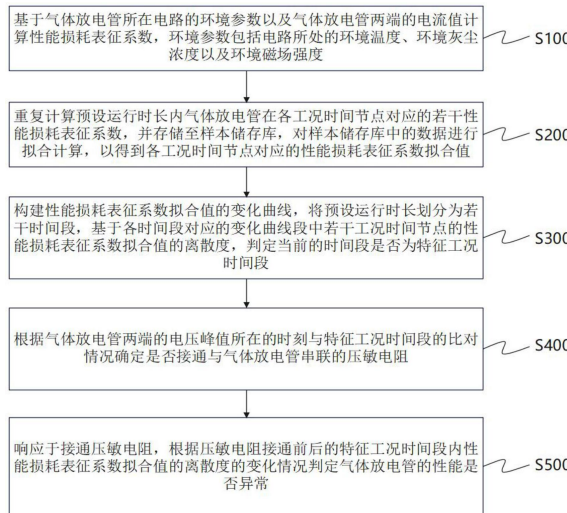 基于气体放电管所在电路的环境参数以及气体放电管两端的电流值计
算性能损耗表征系数，环境参数包括电路所处的环境温度、环境灰尘
浓度以及环境磁场强度
S100
重复计算预设运行时长内气体放电管在各工况时间节点对应的若干性
能损耗表征系数，并存储至样本储存库，对样本储存库中的数据进行
拟合计算，以得到各工况时间节点对应的性能损耗表征系数拟合值
S200
构建性能损耗表征系数拟合值的变化曲线，将预设运行时长划分为若
干时间段，基于各时间段对应的变化曲线段中若干工况时间节点的性
能损耗表征系数拟合值的离散度，判定当前的时间段是否为特征工况
时间段
S300
根据气体放电管两端的电压峰值所在的时刻与特征工况时间段的比对
情况确定是否接通与气体放电管串联的压敏电阻
S400
响应于接通压敏电阻，根据压敏电阻接通前后的特征工况时间段内性
能损耗表征系数拟合值的离散度的变化情况判定气体放电管的性能是
否异常
S500